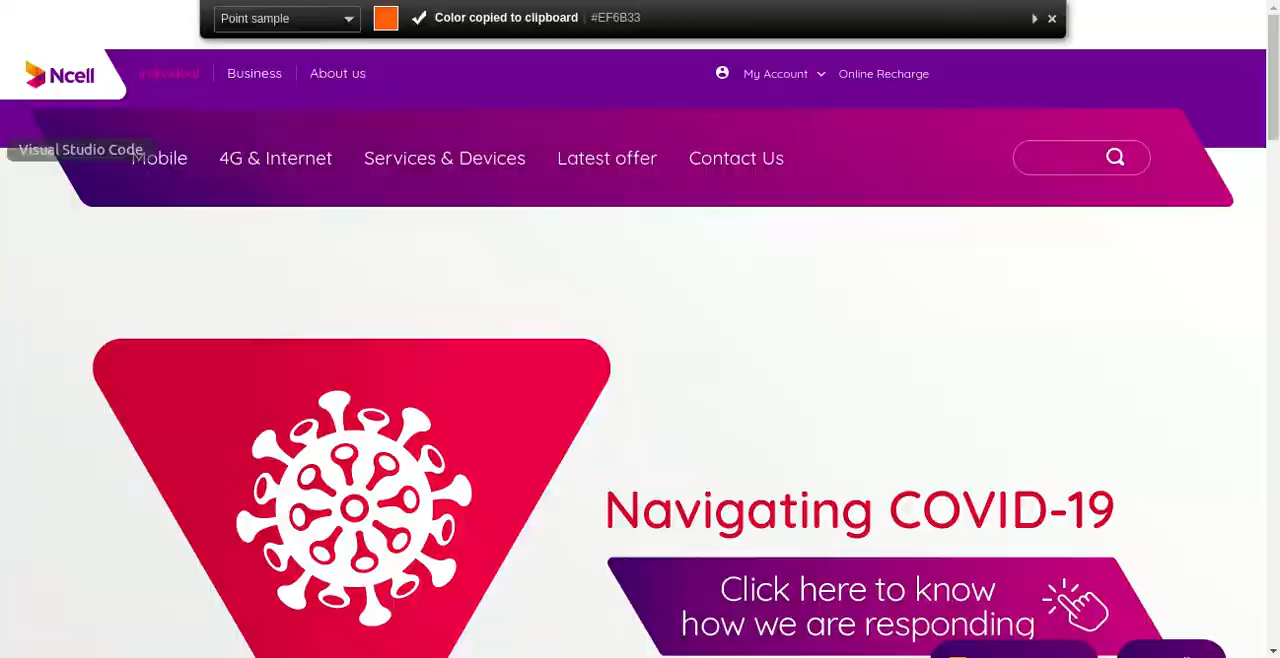 Point sample
Color copied to clipboard | #EF6B33
Ncell
Individual
Business
About us
My Account
Online Recharge
Visual Studio Code
Mobile
4G & Internet
Services & Devices
Latest offer
Contact Us
Navigating COVID-19
Click here to know
how we are responding